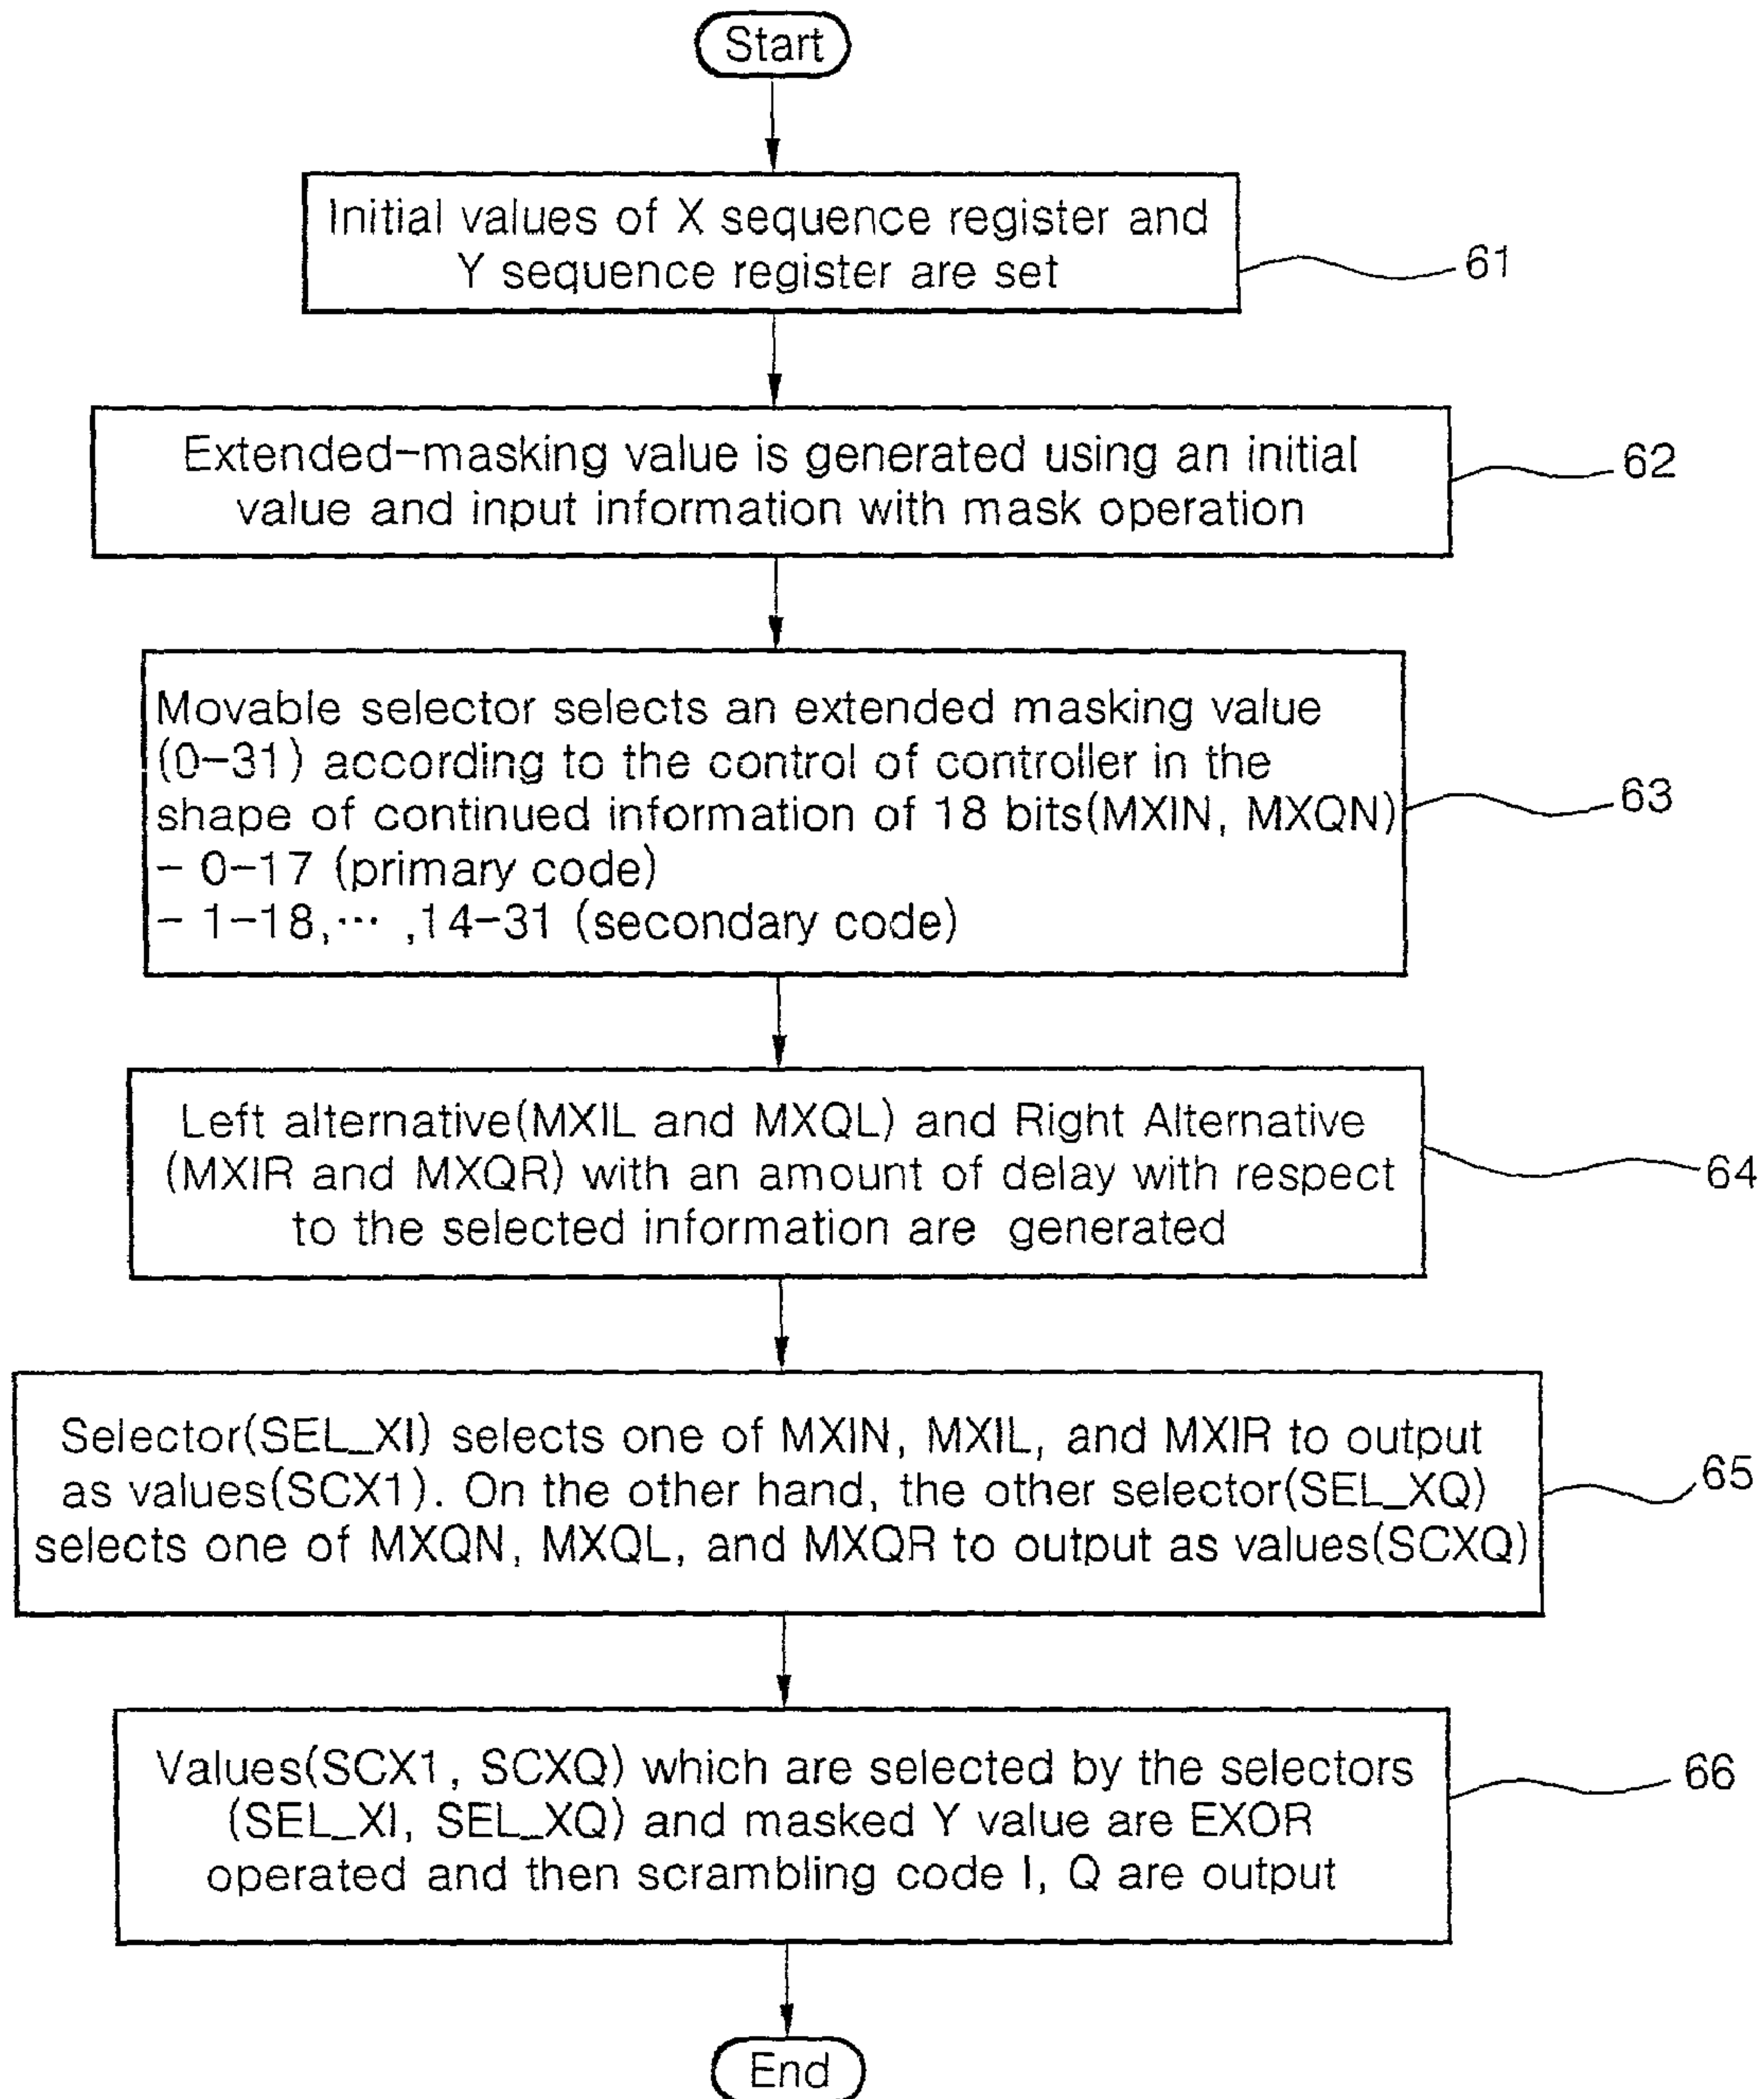 Start
Initial values of X sequence register and
Y sequence register are set
61
Extended-masking value is generated using an initial
value and input information with mask operation
62
Movable selector selects an extended masking value
(0-31) according to the control of controller in the
shape of continued information of 18 bits(MXIN, MXQN)
- 0-17 (primary code)
- 1-18,··· ,14-31 (secondary code)
63
Left alternative(MXIL and MXQL) and Right Alternative
(MXIR and MXQR) with an amount of delay with respect
to the selected information are generated
64
Selector(SEL_XI) selects one of MXIN, MXIL, and MXIR to output
as values(SCX1). On the other hand, the other selector(SEL_XQ)
selects one of MXQN, MXQL, and MXQR to output as values(SCXQ)
65
Values(SCX1, SCXQ) which are selected by the selectors
(SEL_XI, SEL_XQ) and masked Y value are EXOR
operated and then scrambling code I, Q are output
66
End